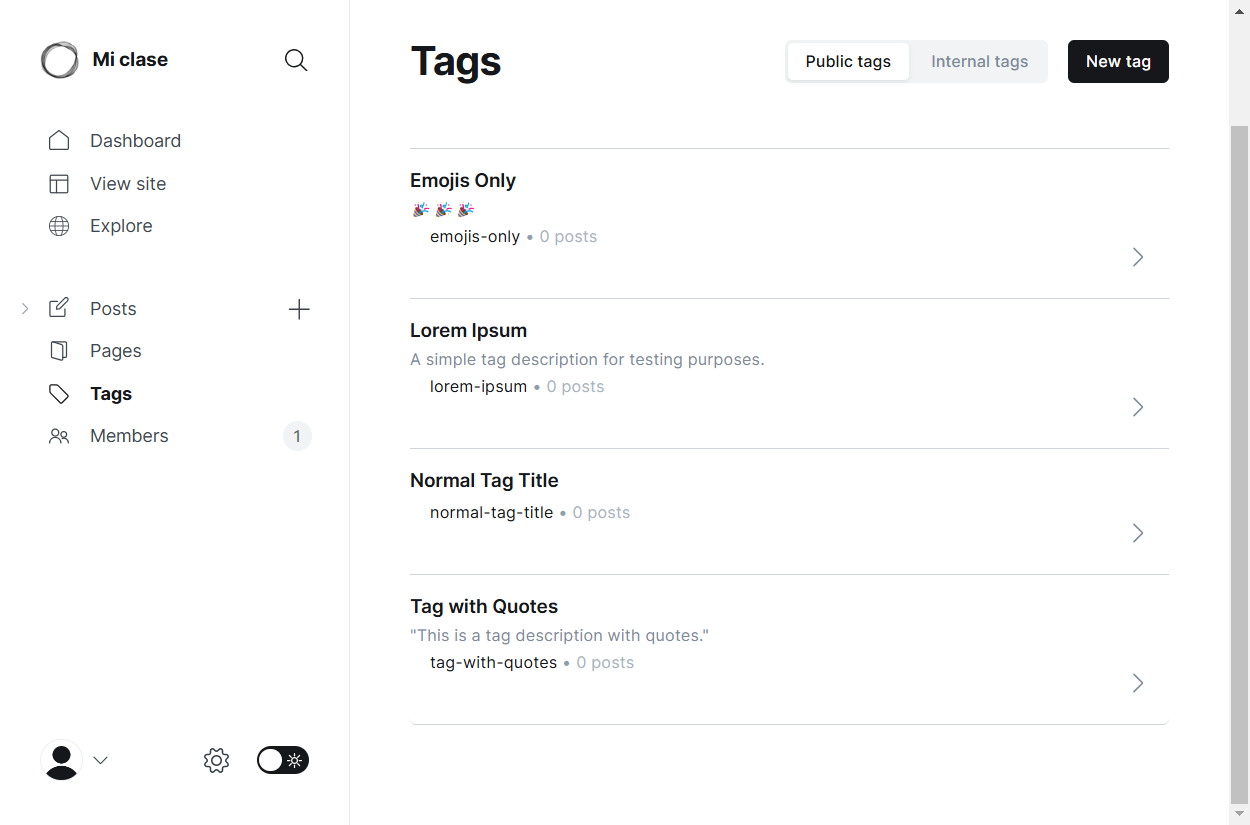 Mi clase
Dashboard
View site
Explore
Posts
Pages
Tags
Members 1
Tags
Public tags
Internal tags
New tag
Emojis Only
🎉 🎉 🎉
emojis-only • 0 posts
Lorem Ipsum
A simple tag description for testing purposes.
lorem-ipsum • 0 posts
Normal Tag Title
normal-tag-title • 0 posts
Tag with Quotes
"This is a tag description with quotes."
tag-with-quotes • 0 posts